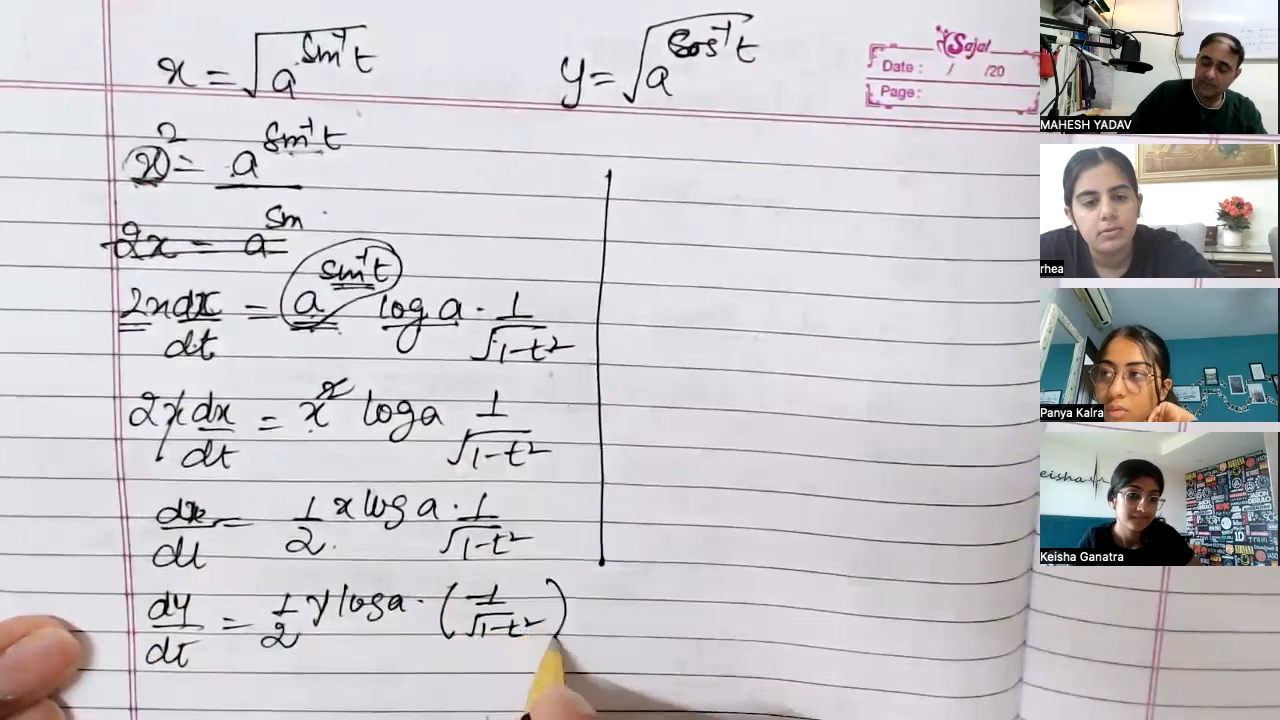 x = √a^sin⁻¹t y = √a^cos⁻¹t
Sajal
Date : / /20
Page:
x² = a^sin⁻¹t
2x = a^sin
2x dx/dt = a^sin⁻¹t log a · 1/√1-t²
2x dx/dt = x² log a 1/√1-t²
dx/dt = 1/2 x log a · 1/√1-t²
dy/dt = 1/2 y log a · (-1/√1-t²)
MAHESH YADAV
rhea
Panya Kalra
eisha
Keisha Ganatra